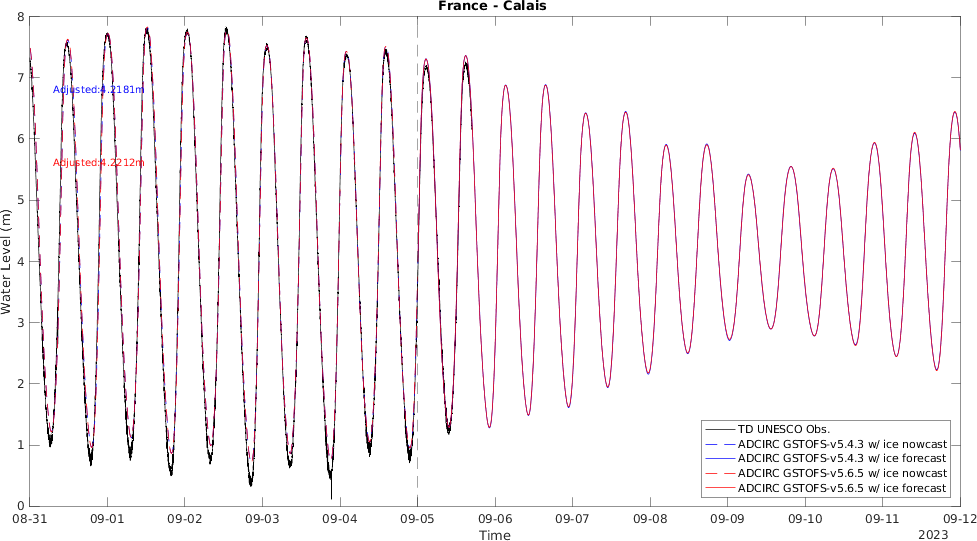 France - Calais
8
7
6
5
4
3
2
1
0
Water Level (m)
Adjusted:4.2181m
Adjusted:4.2212m
TD UNESCO Obs.
ADCIRC GSTOFS-v5.4.3 w/ ice nowcast
ADCIRC GSTOFS-v5.4.3 w/ ice forecast
ADCIRC GSTOFS-v5.6.5 w/ ice nowcast
ADCIRC GSTOFS-v5.6.5 w/ ice forecast
08-31 09-01 09-02 09-03 09-04 09-05 09-06 09-07 09-08 09-09 09-10 09-11 09-12
Time
2023